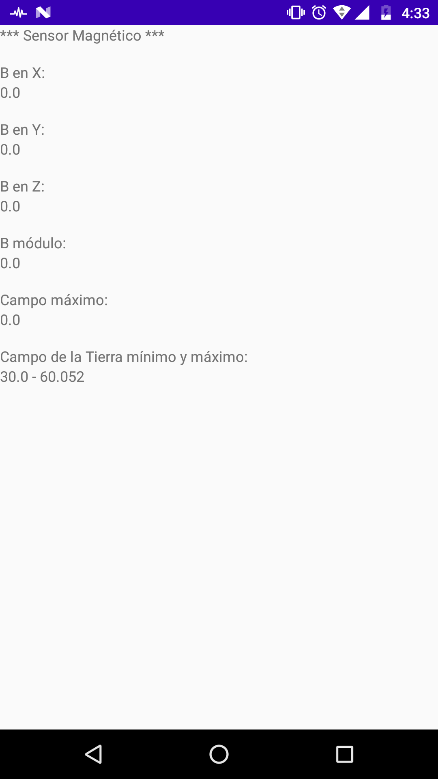 4:33
*** Sensor Magnético ***
B en X:
0.0
B en Y:
0.0
B en Z:
0.0
B módulo:
0.0
Campo máximo:
0.0
Campo de la Tierra mínimo y máximo:
30.0 - 60.052